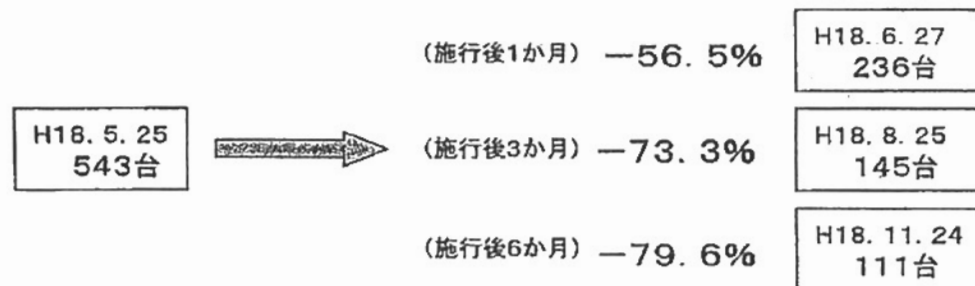 H18. 5. 25
543台
(施行後1か月) －56. 5%
H18. 6. 27
236台
(施行後3か月) －73. 3%
H18. 8. 25
145台
(施行後6か月) －79. 6%
H18. 11. 24
111台